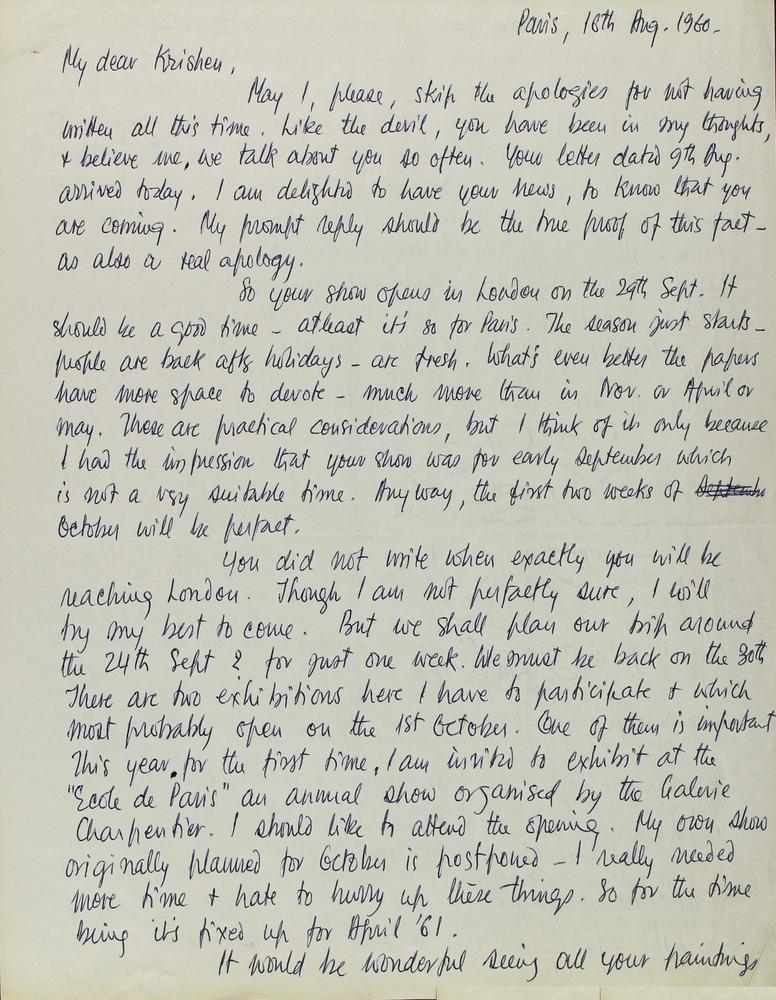 Paris, 16th Aug. 1960-
My dear Krishen,
May I, please, skip the apologies for not having
written all this time. Like the devil, you have been in my thoughts,
& believe me, we talk about you so often. Your letter dated 9th Aug.
arrived today. I am delighted to have your news, to know that you
are coming. My prompt reply should be the true proof of this fact -
as also a real apology.
So your show opens in London on the 29th Sept. It
should be a good time - atleast it's so for Paris. The season just starts -
people are back after holidays - are fresh. What's even better the papers
have more space to devote - much more than in Nov. or April or
May. These are practical considerations, but I think of it only because
I had the impression that your show was for early September which
is not a very suitable time. Anyway, the first two weeks of Septembe
October will be perfect.
You did not write when exactly you will be
reaching London. Though I am not perfectly sure, I will
try my best to come. But we shall plan our trip around
the 24th Sept & for just one week. We must be back on the 30th
There are two exhibitions here I have to participate & which
most probably open on the 1st October. One of them is important
This year, for the first time, I am invited to exhibit at the
"Ecole de Paris" an annual show organised by the Galerie
Charpentier. I should like to attend the opening. My own show
originally planned for October is postponed - I really needed
more time & hate to hurry up these things. So for the time
being it's fixed up for April '61.
It would be wonderful seeing all your paintings